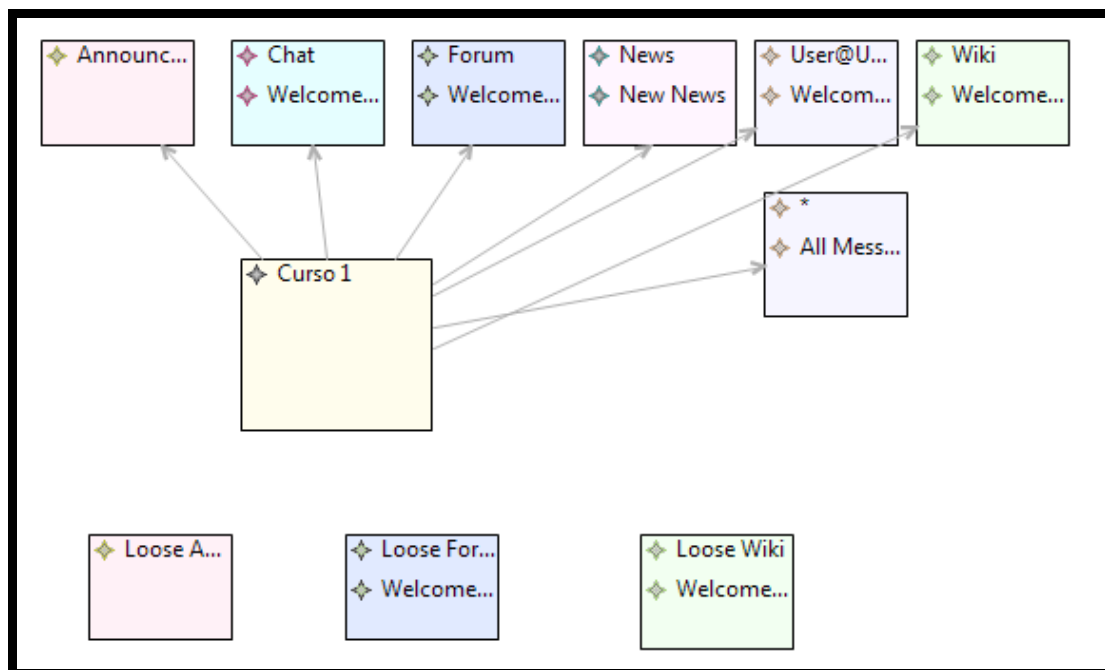 Announc...
Chat
Welcome...
Forum
Welcome...
News
New News
User@U...
Welcom...
Wiki
Welcome...
*
All Mess...
Curso 1
Loose A...
Loose For...
Welcome...
Loose Wiki
Welcome...